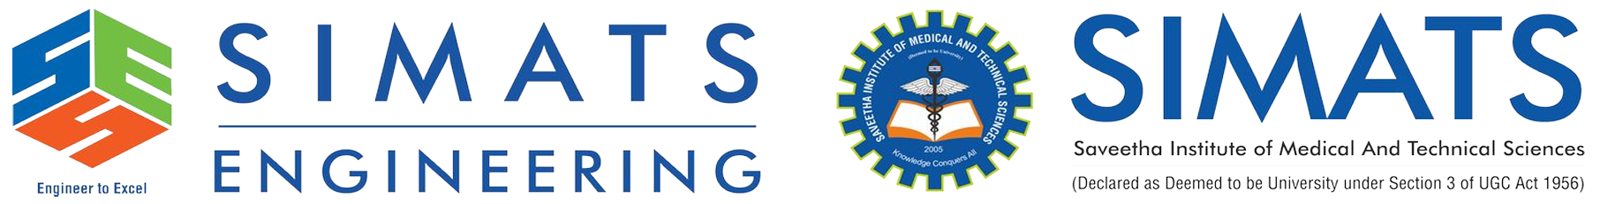 SES
Engineer to Excel
SIMATS
ENGINEERING
SAVEETHA INSTITUTE OF MEDICAL AND TECHNICAL SCIENCES
(Deemed to be University)
2005
Knowledge Conquers All
SIMATS
Saveetha Institute of Medical And Technical Sciences
(Declared as Deemed to be University under Section 3 of UGC Act 1956)